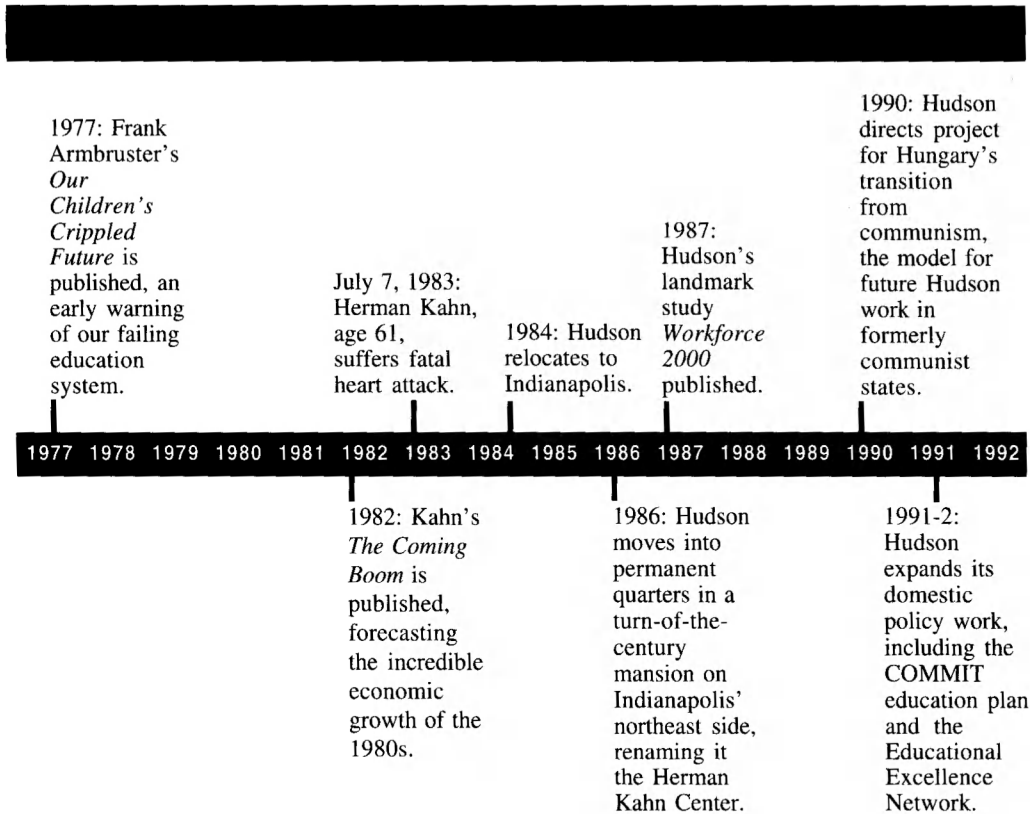 1977: Frank
Armbruster's
Our
Children's
Crippled
Future is
published, an
early warning
of our failing
education
system.
July 7, 1983:
Herman Kahn,
age 61,
suffers fatal
heart attack.
1984: Hudson
relocates to
Indianapolis.
1987:
Hudson's
landmark
study
Workforce
2000
published.
1990: Hudson
directs project
for Hungary's
transition
from
communism,
the model for
future Hudson
work in
formerly
communist
states.
1977 1978 1979 1980 1981 1982 1983 1984 1985 1986 1987 1988 1989 1990 1991 1992
1982: Kahn's
The Coming
Boom is
published,
forecasting
the incredible
economic
growth of the
1980s.
1986: Hudson
moves into
permanent
quarters in a
turn-of-the-
century
mansion on
Indianapolis'
northeast side,
renaming it
the Herman
Kahn Center.
1991-2:
Hudson
expands its
domestic
policy work,
including the
COMMIT
education plan
and the
Educational
Excellence
Network.